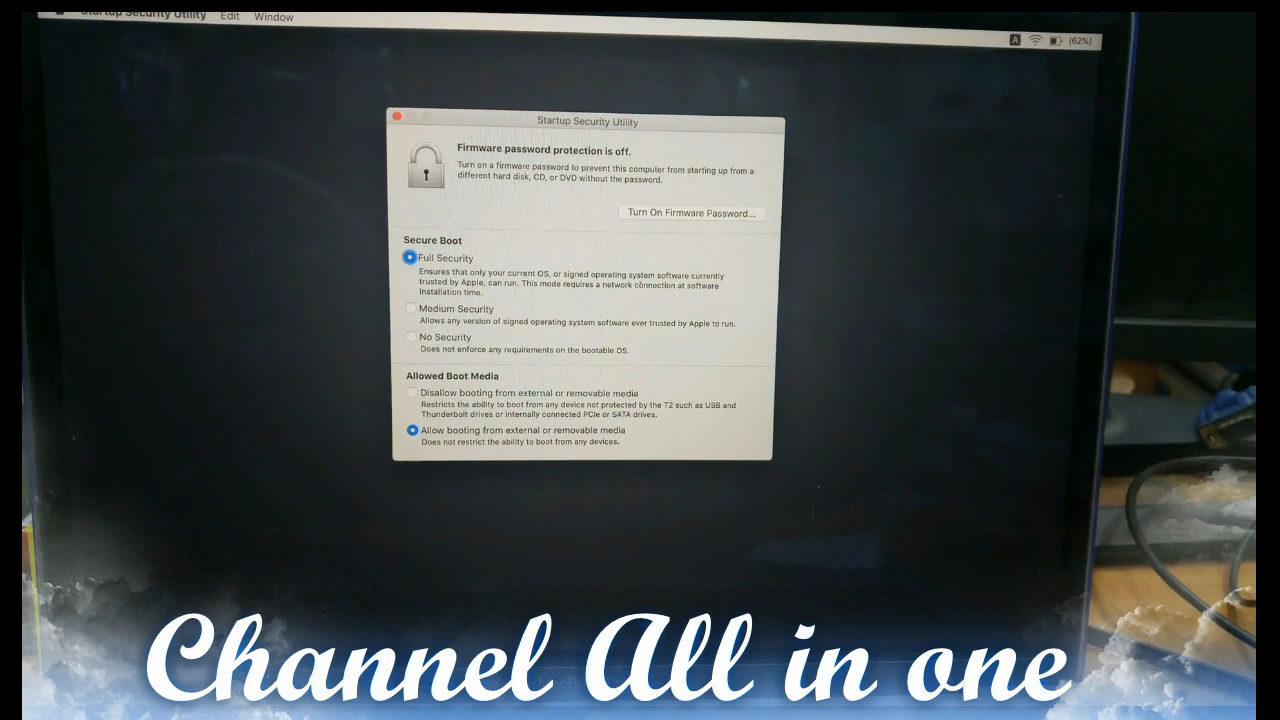 Startup Security Utility Edit Window
A (62%)
Startup Security Utility
Firmware password protection is off.
Turn on a firmware password to prevent this computer from starting up from a
different hard disk, CD, or DVD without the password.
Turn On Firmware Password...
Secure Boot
Full Security
Ensures that only your current OS, or signed operating system software currently
trusted by Apple, can run. This mode requires a network connection at software
installation time.
Medium Security
Allows any version of signed operating system software ever trusted by Apple to run.
No Security
Does not enforce any requirements on the bootable OS.
Allowed Boot Media
Disallow booting from external or removable media
Restricts the ability to boot from any device not protected by the T2 such as USB and
Thunderbolt drives or internally connected PCIe or SATA drives.
Allow booting from external or removable media
Does not restrict the ability to boot from any devices.
Channel All in one